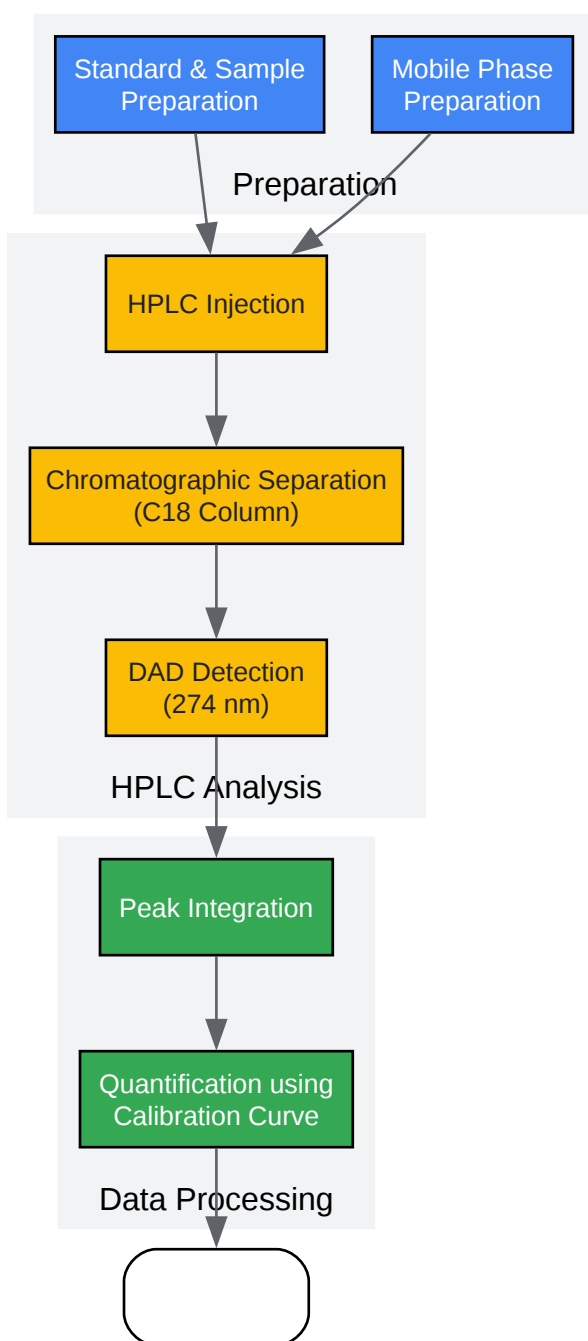 Standard & Sample
Preparation
Mobile Phase
Preparation
Preparation
HPLC Injection
Chromatographic Separation
(C18 Column)
DAD Detection
(274 nm)
HPLC Analysis
Peak Integration
Quantification using
Calibration Curve
Data Processing